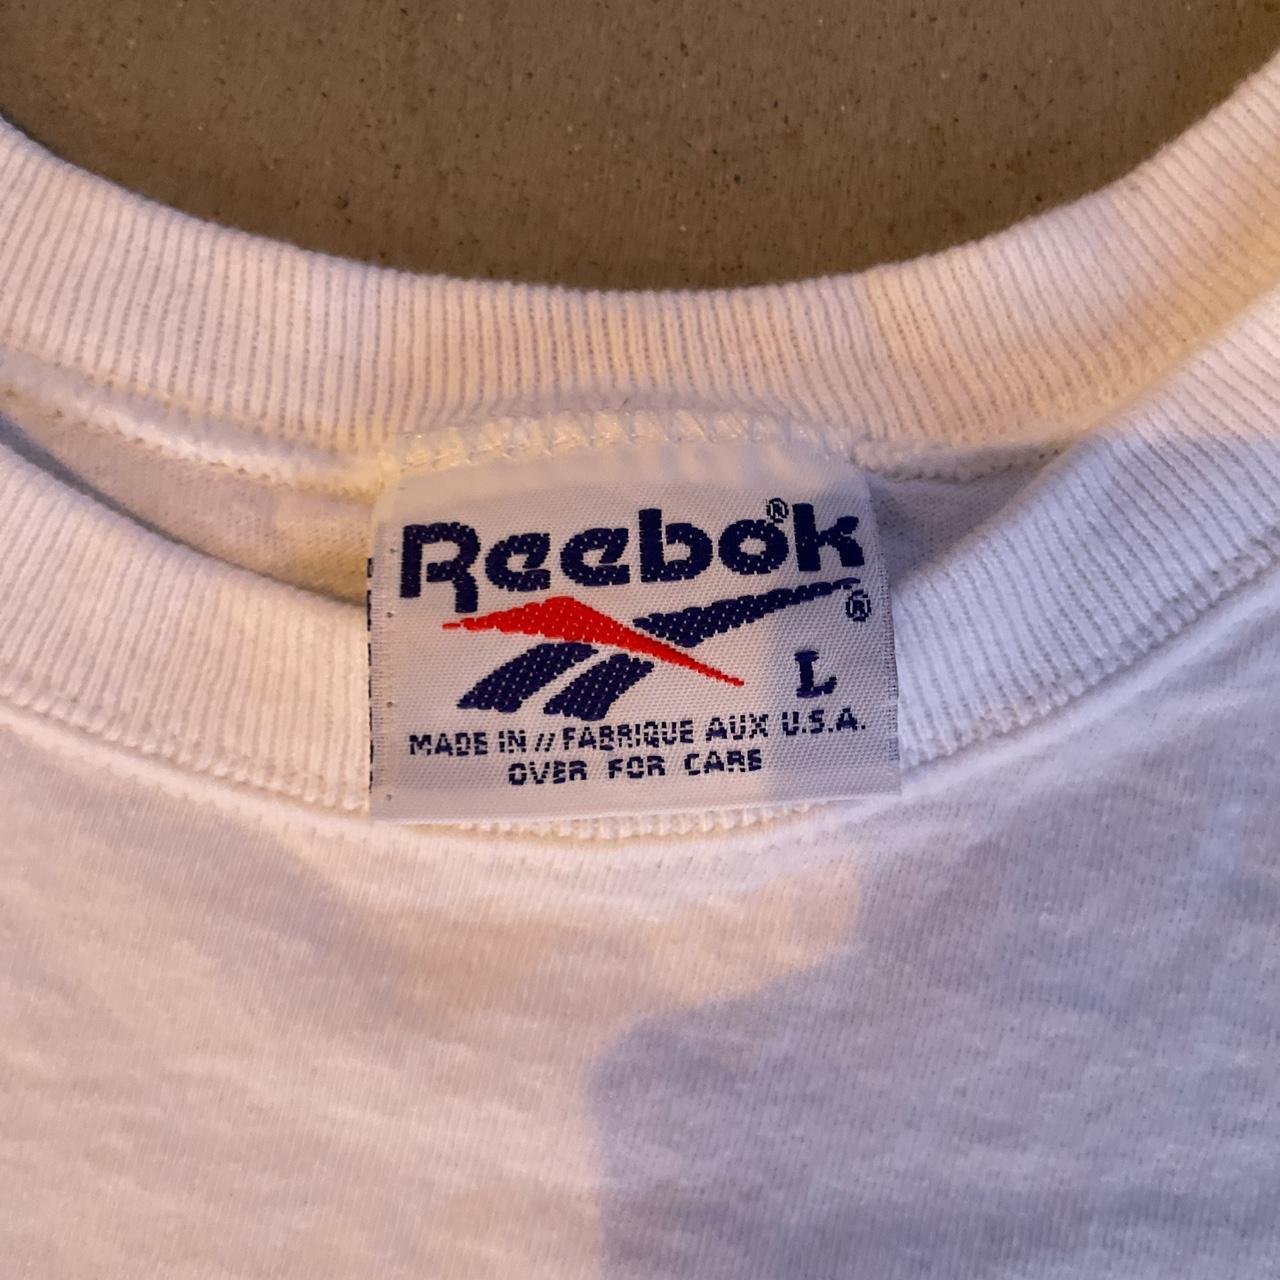 Reebok®
®
L
MADE IN // FABRIQUE AUX U.S.A.
OVER FOR CARE